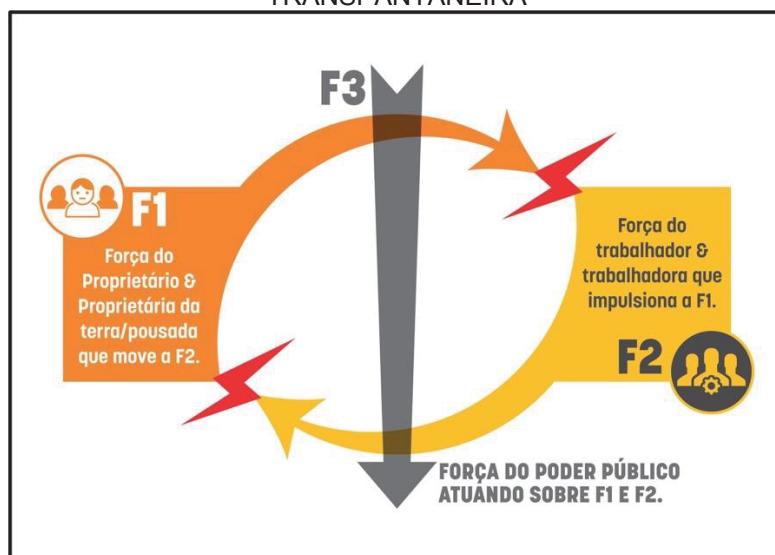 TRANSPANTANEIRA
F3
F1
Força do
Proprietário &
Proprietária da
terra/pousada
que move a F2.
Força do
trabalhador &
trabalhadora que
impulsiona a F1.
F2
FORÇA DO PODER PÚBLICO
ATUANDO SOBRE F1 E F2.